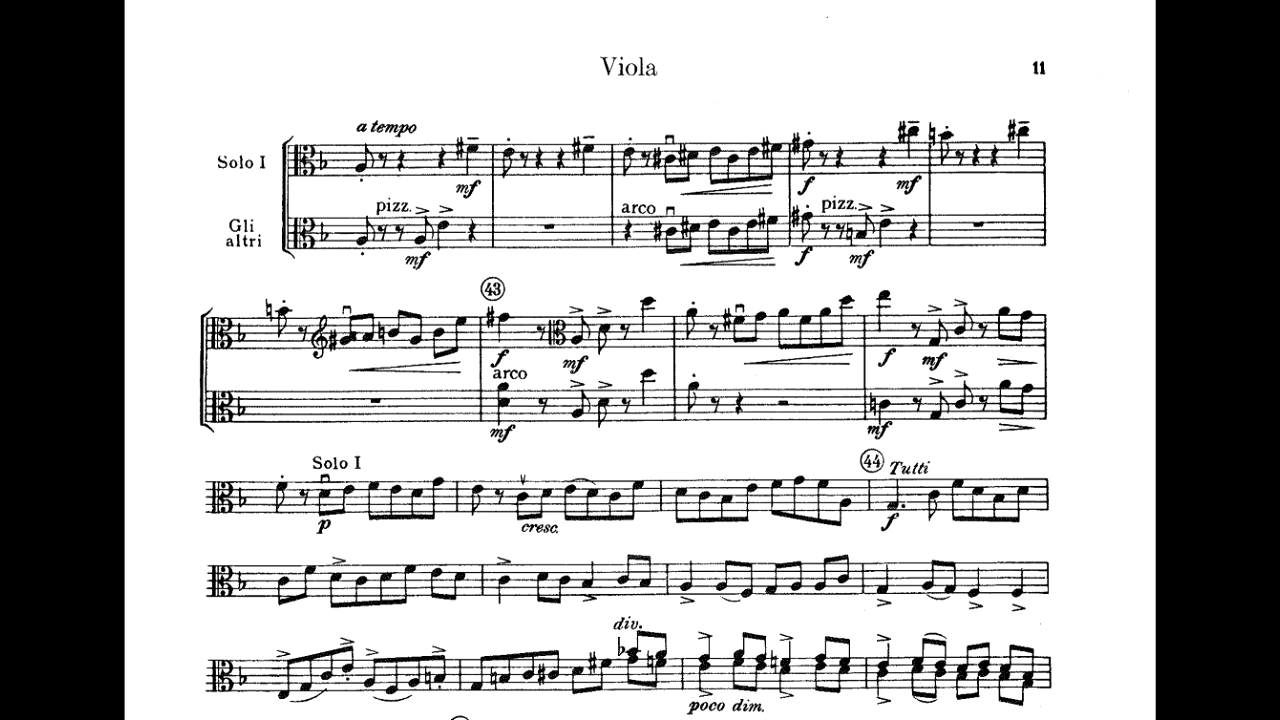 Viola 11
a tempo
Solo I
mf f mf
pizz. arco pizz.
Gli
altri
mf f mf
43
f mf f mf
arco
mf mf
Solo I 44 Tutti
p cresc. f
div.
poco dim.